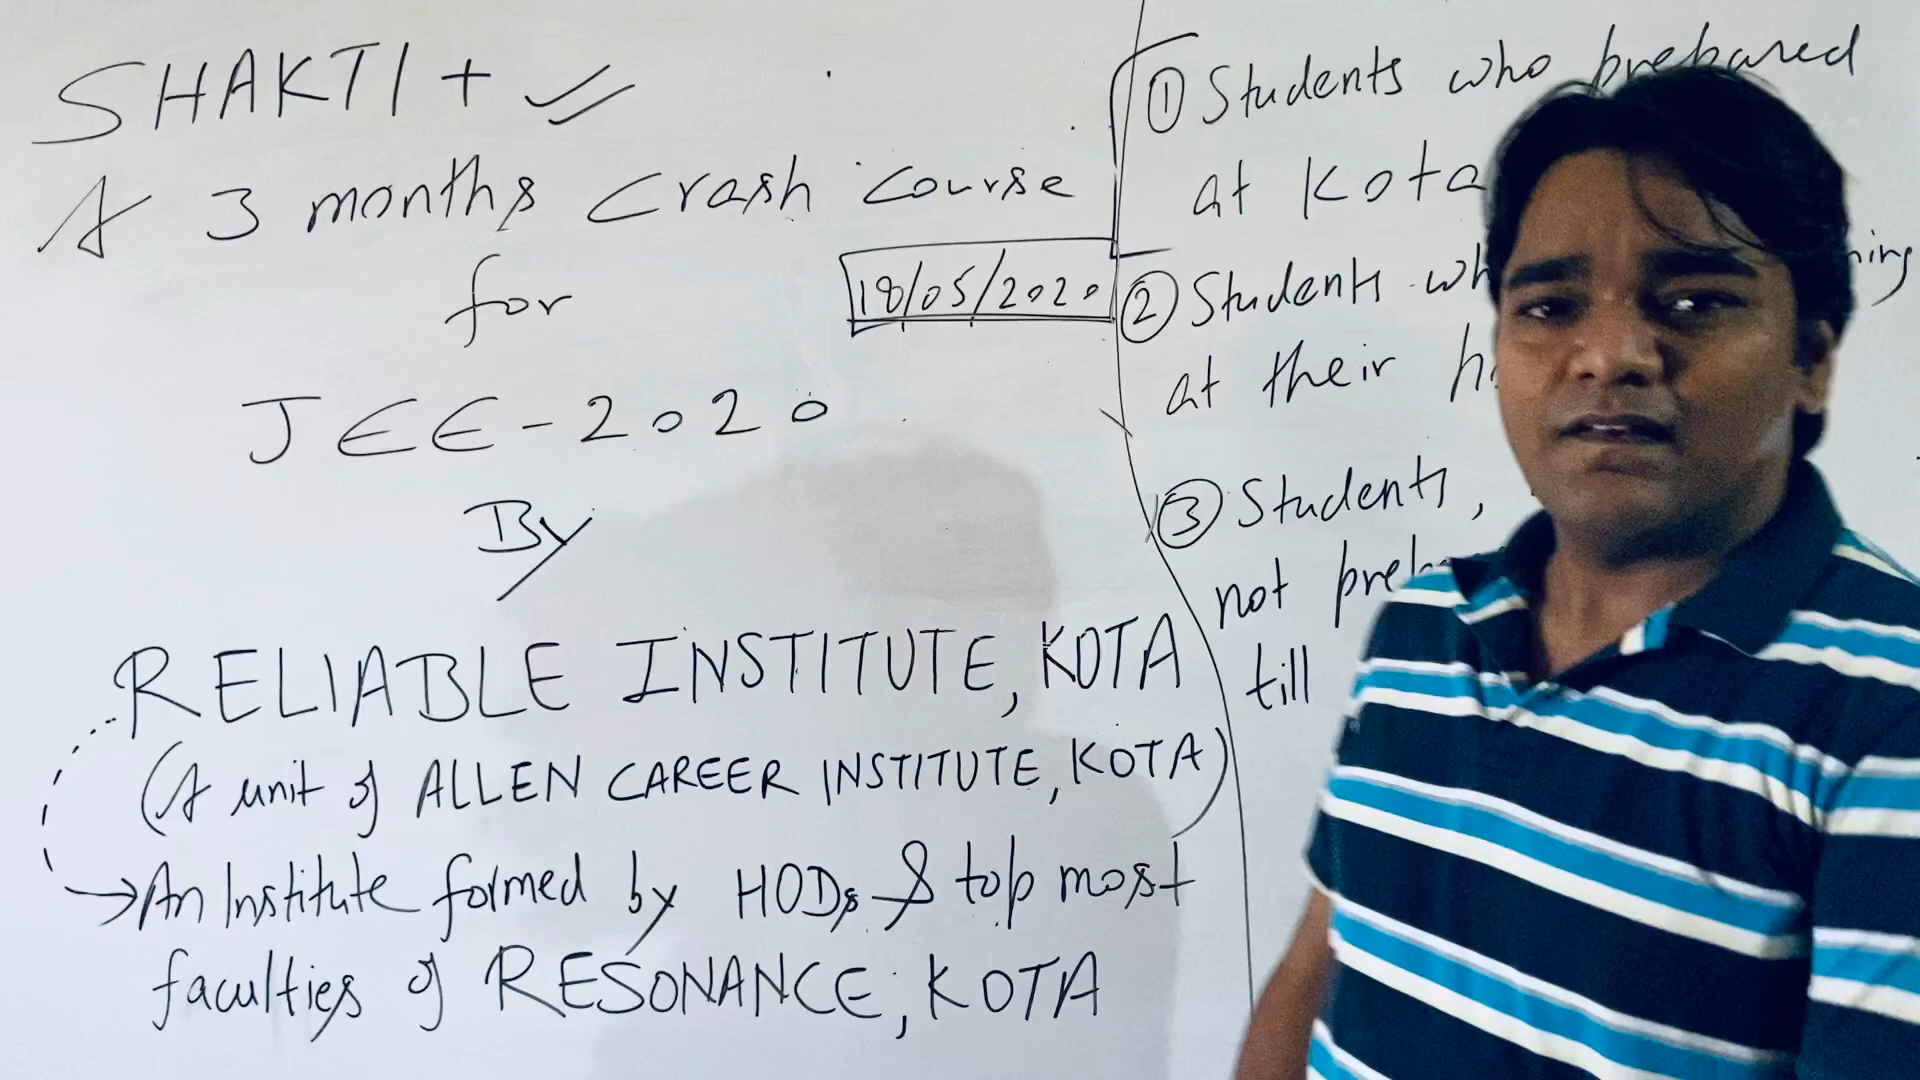 SHAKTI +
A 3 months Crash Course
for
18/05/2020
JEE-2020
By
RELIABLE INSTITUTE, KOTA
(A unit of ALLEN CAREER INSTITUTE, KOTA)
→ An Institute formed by HODs & top most
faculties of RESONANCE, KOTA
① Students who prepared
at Kota
② Students
at their
③ Students,
not
till